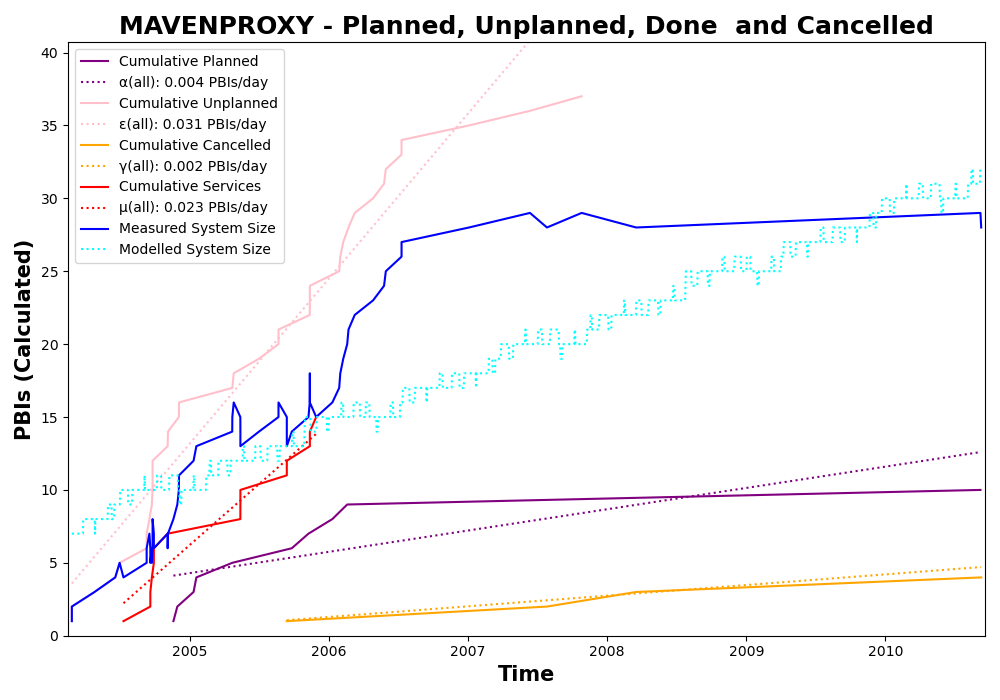 MAVENPROXY - Planned, Unplanned, Done  and Cancelled
PBIs (Calculated)
40
35
30
25
20
15
10
5
0
Cumulative Planned
α(all): 0.004 PBIs/day
Cumulative Unplanned
ε(all): 0.031 PBIs/day
Cumulative Cancelled
γ(all): 0.002 PBIs/day
Cumulative Services
μ(all): 0.023 PBIs/day
Measured System Size
Modelled System Size
2005 2006 2007 2008 2009 2010
Time